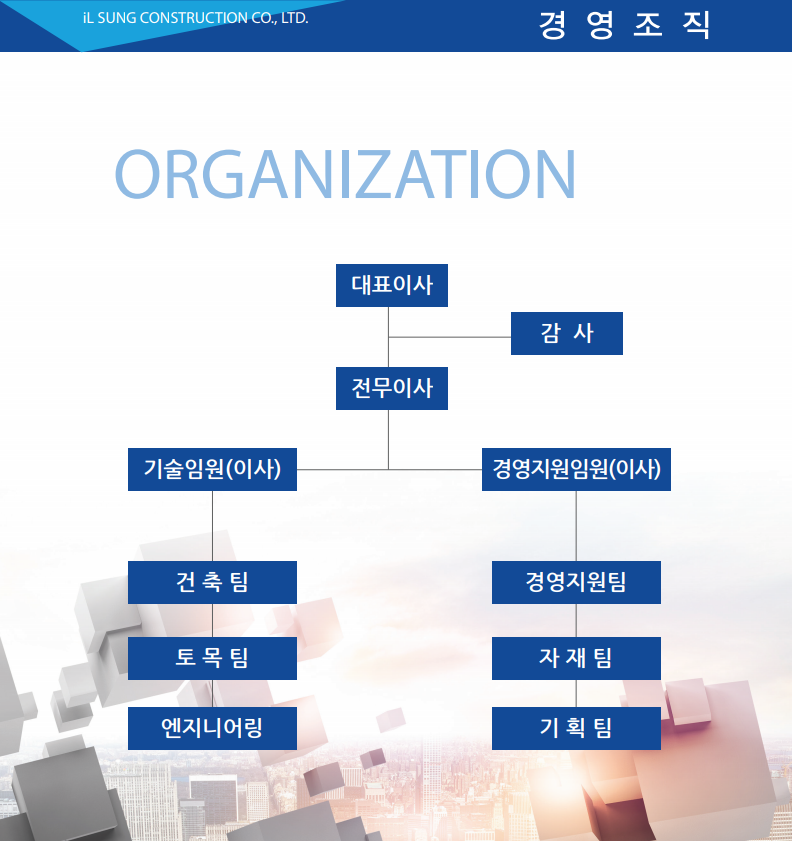 iL SUNG CONSTRUCTION CO., LTD.
경 영 조 직
ORGANIZATION
대표이사
감 사
전무이사
기술임원(이사)
경영지원임원(이사)
건 축 팀
경영지원팀
토 목 팀
자 재 팀
엔지니어링
기 획 팀